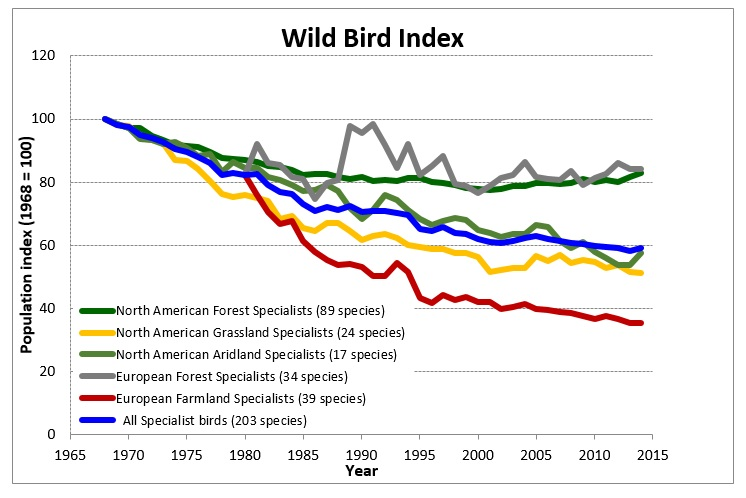 Wild Bird Index
120
100
80
60
40
20
0
Population index (1968 = 100)
North American Forest Specialists (89 species)
North American Grassland Specialists (24 species)
North American Aridland Specialists (17 species)
European Forest Specialists (34 species)
European Farmland Specialists (39 species)
All Specialist birds (203 species)
1965 1970 1975 1980 1985 1990 1995 2000 2005 2010 2015
Year